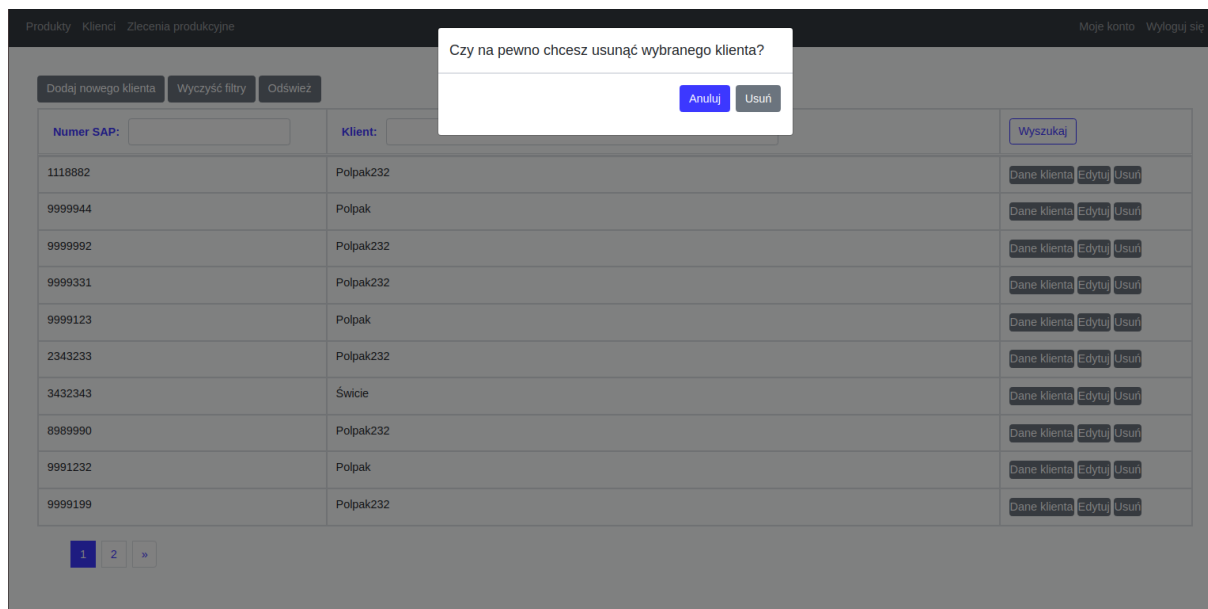 Produkty Klienci Zlecenia produkcyjne Moje konto Wyloguj się
Czy na pewno chcesz usunąć wybranego klienta?
Anuluj Usuń
Dodaj nowego klienta Wyczyść filtry Odśwież
Numer SAP: Klient: Wyszukaj
1118882 Polpak232 Dane klienta Edytuj Usuń
9999944 Polpak Dane klienta Edytuj Usuń
9999992 Polpak232 Dane klienta Edytuj Usuń
9999331 Polpak232 Dane klienta Edytuj Usuń
9999123 Polpak Dane klienta Edytuj Usuń
2343233 Polpak232 Dane klienta Edytuj Usuń
3432343 Świcie Dane klienta Edytuj Usuń
8989990 Polpak232 Dane klienta Edytuj Usuń
9991232 Polpak Dane klienta Edytuj Usuń
9999199 Polpak232 Dane klienta Edytuj Usuń
1 2 »